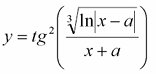 y = tg²(∛(ln|x − a|)/(x + a))